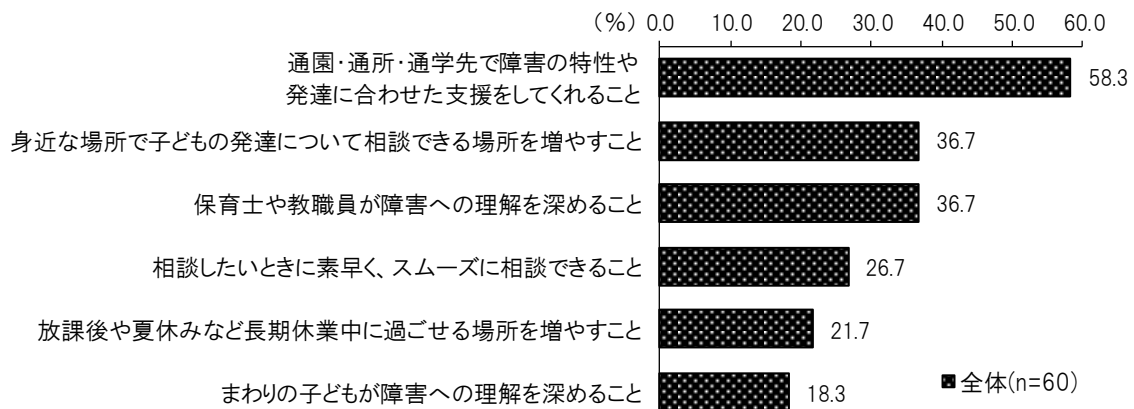 （％） 0.0 10.0 20.0 30.0 40.0 50.0 60.0
通園・通所・通学先で障害の特性や
発達に合わせた支援をしてくれること
58.3
身近な場所で子どもの発達について相談できる場所を増やすこと 36.7
保育士や教職員が障害への理解を深めること 36.7
相談したいときに素早く、スムーズに相談できること 26.7
放課後や夏休みなど長期休業中に過ごせる場所を増やすこと 21.7
まわりの子どもが障害への理解を深めること 18.3
全体(n=60)